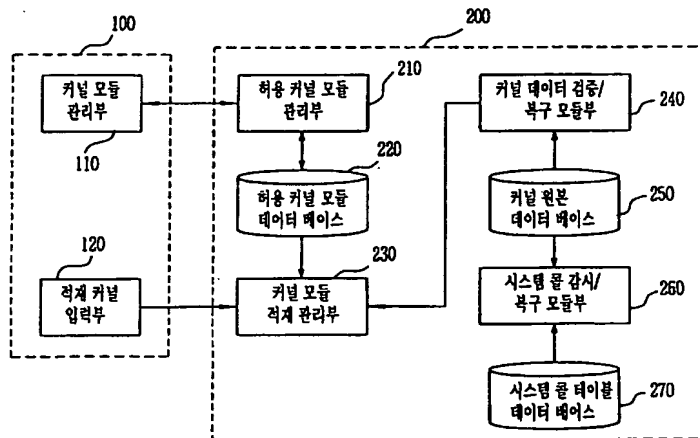 100
200
커널 모듈
관리부
110
허용 커널 모듈
관리부
210
커널 데이터 검증/
복구 모듈부
240
220
허용 커널 모듈
데이터 베이스
커널 원본
데이터 베이스
250
120
적재 커널
입력부
230
커널 모듈
적재 관리부
시스템 콜 감시/
복구 모듈부
260
시스템 콜 테이블
데이터 베이스
270